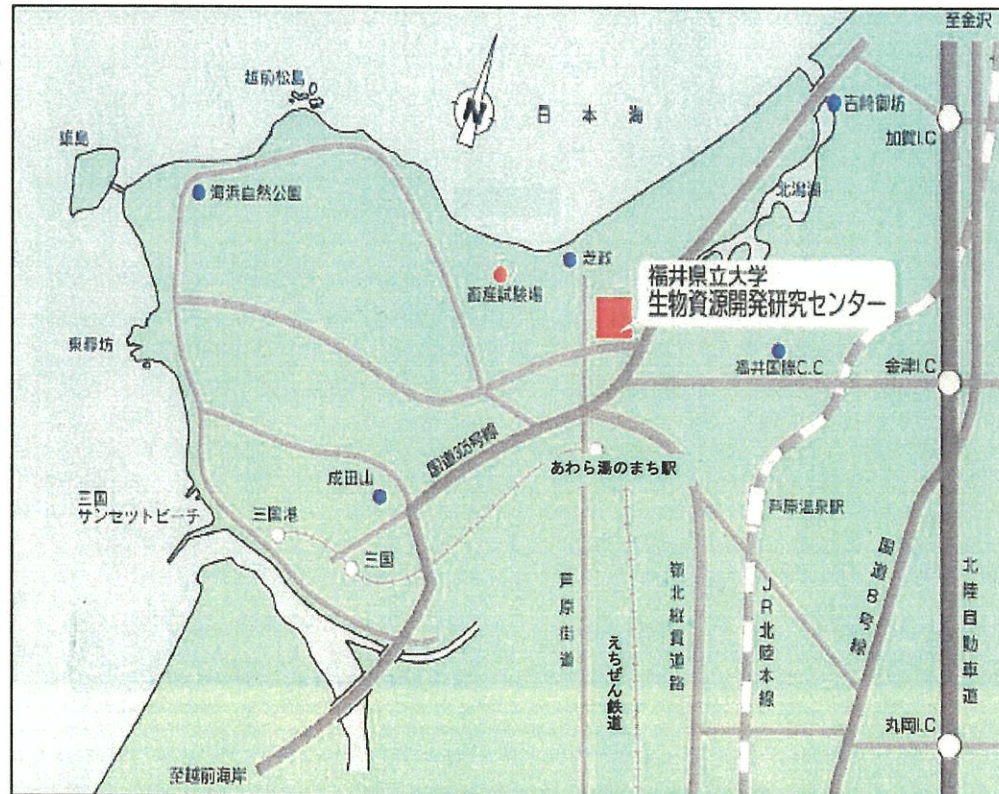 至金沢
越前松島
N
日本海
吉崎御坊
加賀I.C
雄島
海浜自然公園
北潟湖
芝政
畜産試験場
福井県立大学
生物資源開発研究センター
東尋坊
福井国際C.C
金津I.C
国道305号線
あわら湯のまち駅
成田山
三国
サンセットビーチ
三国港
芦原温泉駅
三国
芦原街道
嶺北縦貫道路
JR北陸本線
国道8号線
北陸自動車道
えちぜん鉄道
丸岡I.C
至越前海岸